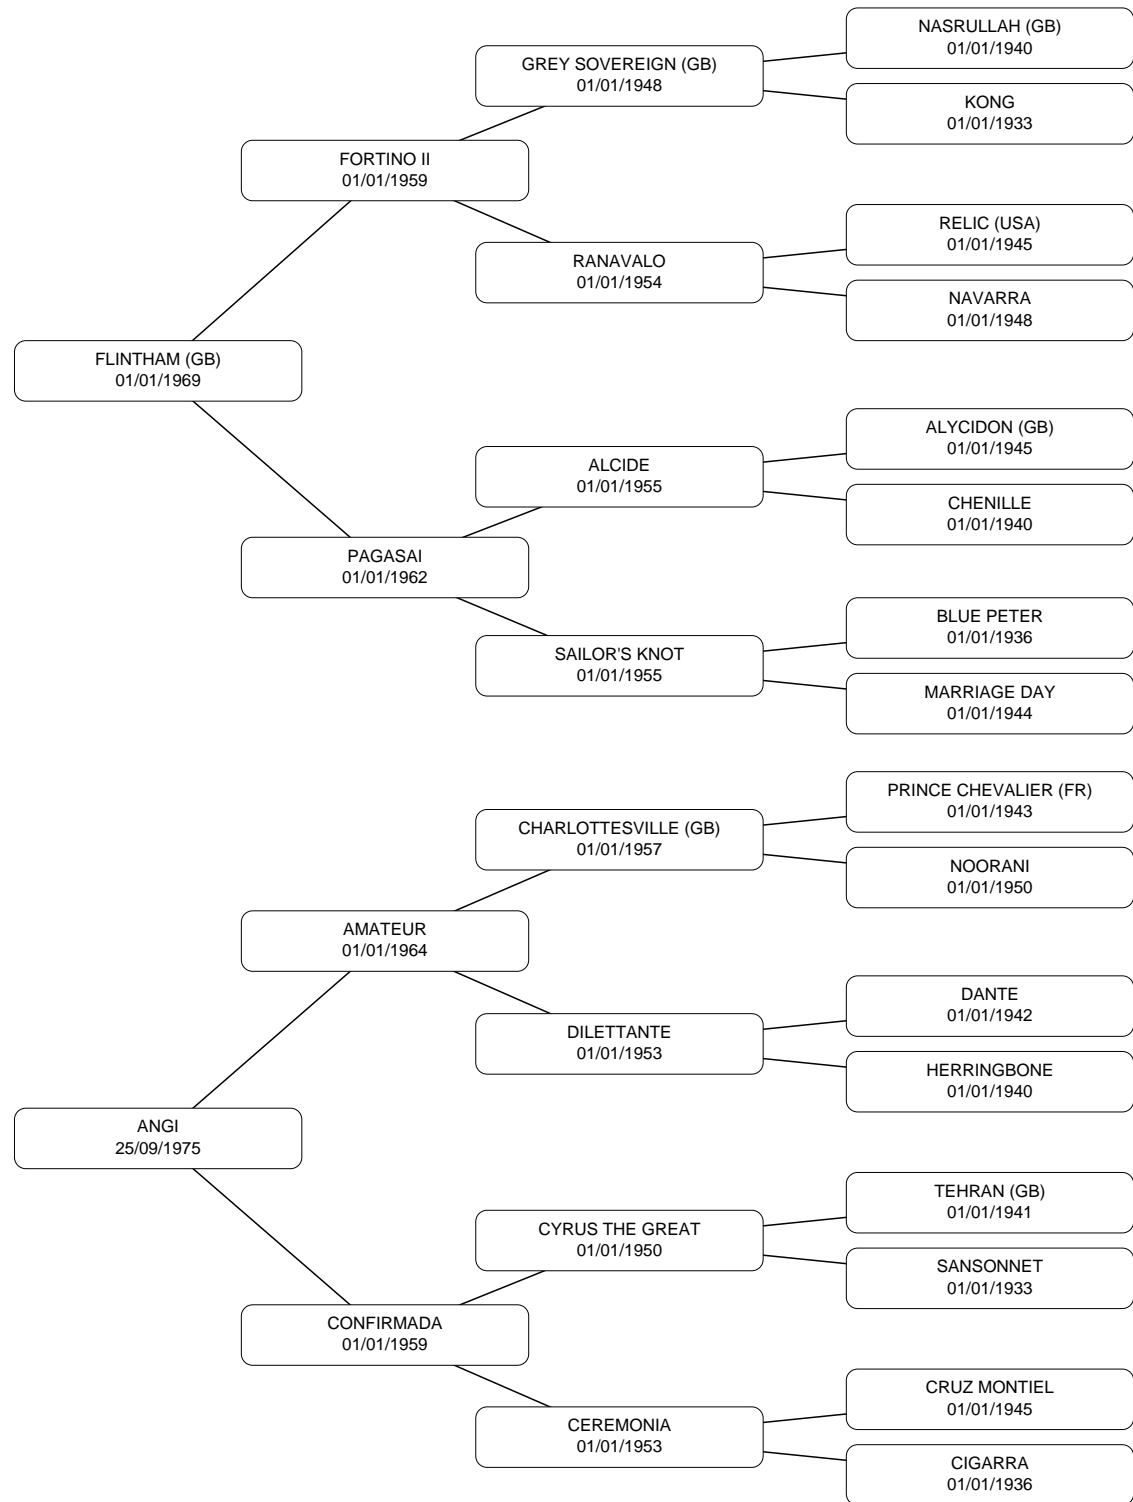 NASRULLAH (GB)
01/01/1940
GREY SOVEREIGN (GB)
01/01/1948
KONG
01/01/1933
FORTINO II
01/01/1959
RELIC (USA)
01/01/1945
RANAVALO
01/01/1954
NAVARRA
01/01/1948
FLINTHAM (GB)
01/01/1969
ALYCIDON (GB)
01/01/1945
ALCIDE
01/01/1955
CHENILLE
01/01/1940
PAGASAI
01/01/1962
BLUE PETER
01/01/1936
SAILOR'S KNOT
01/01/1955
MARRIAGE DAY
01/01/1944
PRINCE CHEVALIER (FR)
01/01/1943
CHARLOTTESVILLE (GB)
01/01/1957
NOORANI
01/01/1950
AMATEUR
01/01/1964
DANTE
01/01/1942
DILETTANTE
01/01/1953
HERRINGBONE
01/01/1940
ANGI
25/09/1975
TEHRAN (GB)
01/01/1941
CYRUS THE GREAT
01/01/1950
SANSONNET
01/01/1933
CONFIRMADA
01/01/1959
CRUZ MONTIEL
01/01/1945
CEREMONIA
01/01/1953
CIGARRA
01/01/1936